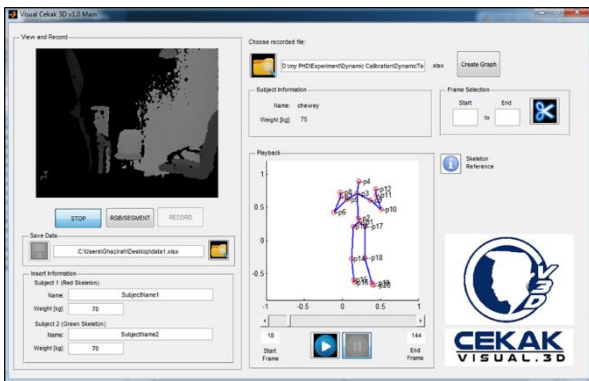 Visual Cekak 3D v1.0 Main
View and Record
STOP
RGB/SEGMENT
RECORD
Save Data
C:\Users\Ghazirah\Desktop\data1.xlsx
Insert Information
Subject 1 (Red Skeleton)
Name: SubjectName1
Weight [kg]: 70
Subject 2 (Green Skeleton)
Name: SubjectName2
Weight [kg]: 70
Choose recorded file:
D:\my PHD\Experiment\Dynamic Calibration\DynamicTe .xlsx
Create Graph
Subject Information
Name: chewrey
Weight [kg]: 75
Frame Selection
Start End
to
Playback
1
0.5
0
-0.5
-1 -0.5 0 0.5 1
p4
p12
p11
p3
p10
p6
p2
p17
p14
p18
18
Start
Frame
144
End
Frame
Skeleton
Reference
V3D
CEKAK
VISUAL.3D